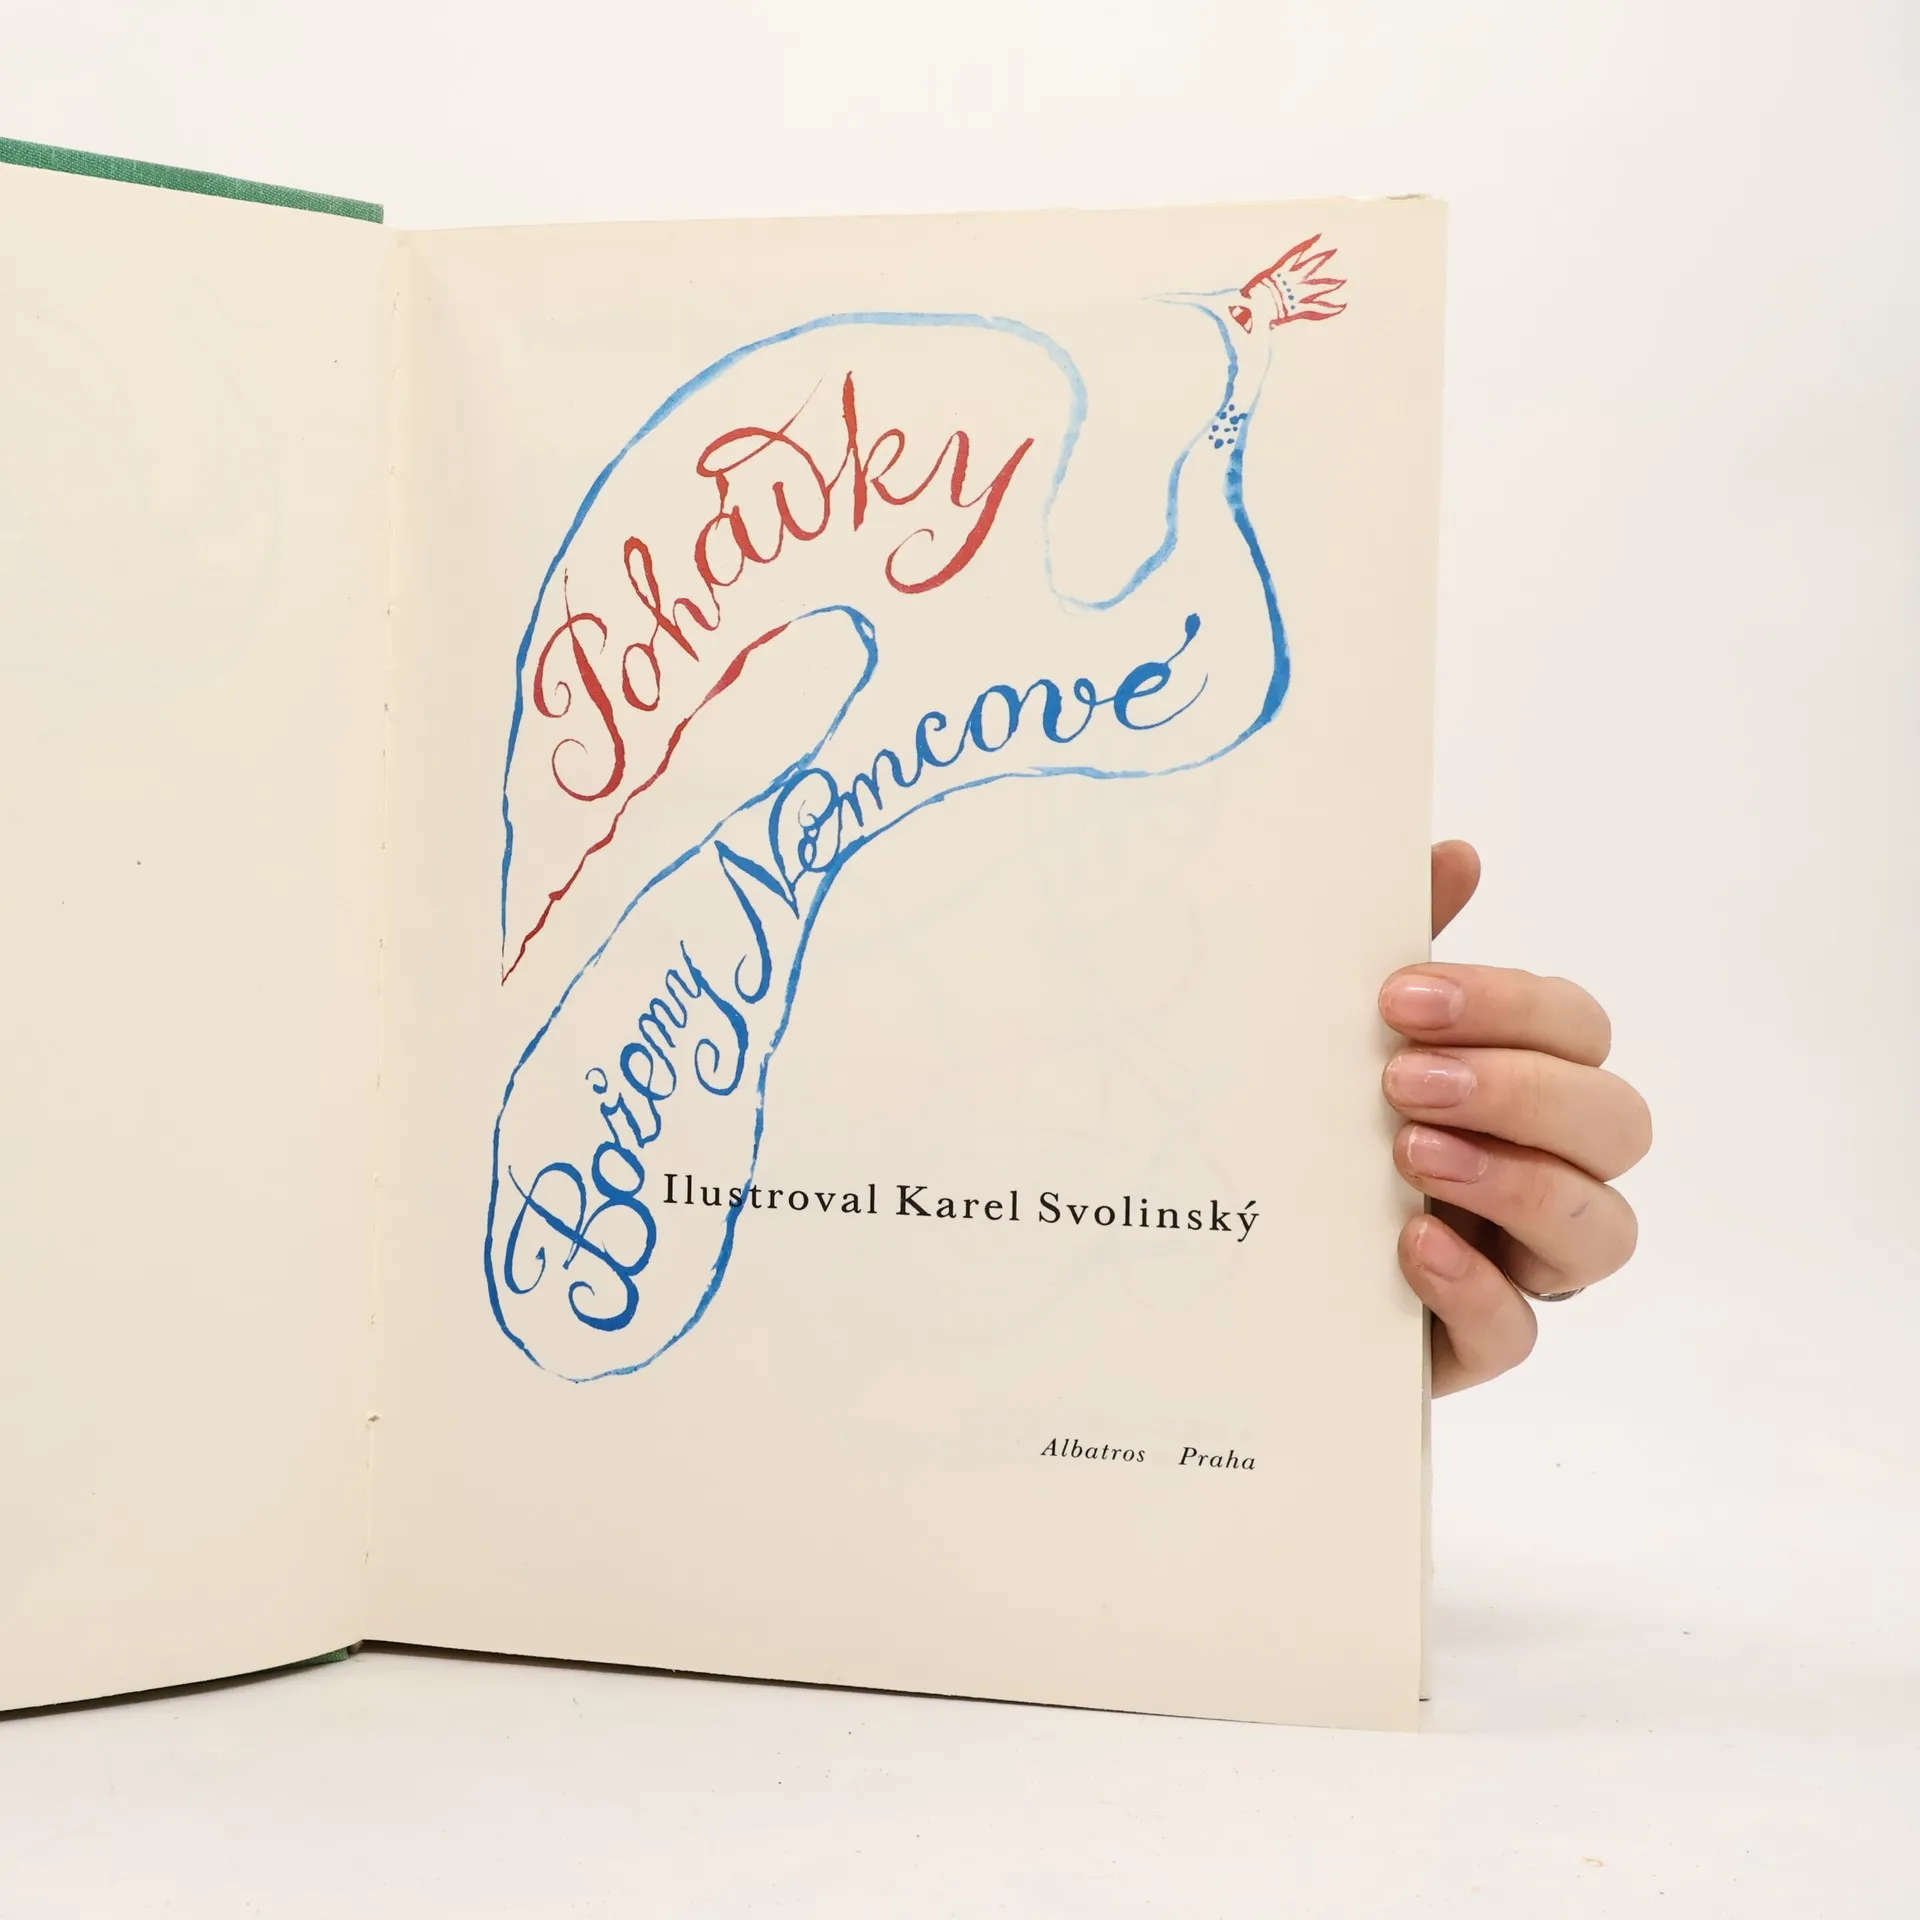 Pohádky
Boženy Němcové
Ilustroval Karel Svolinský
Albatros Praha